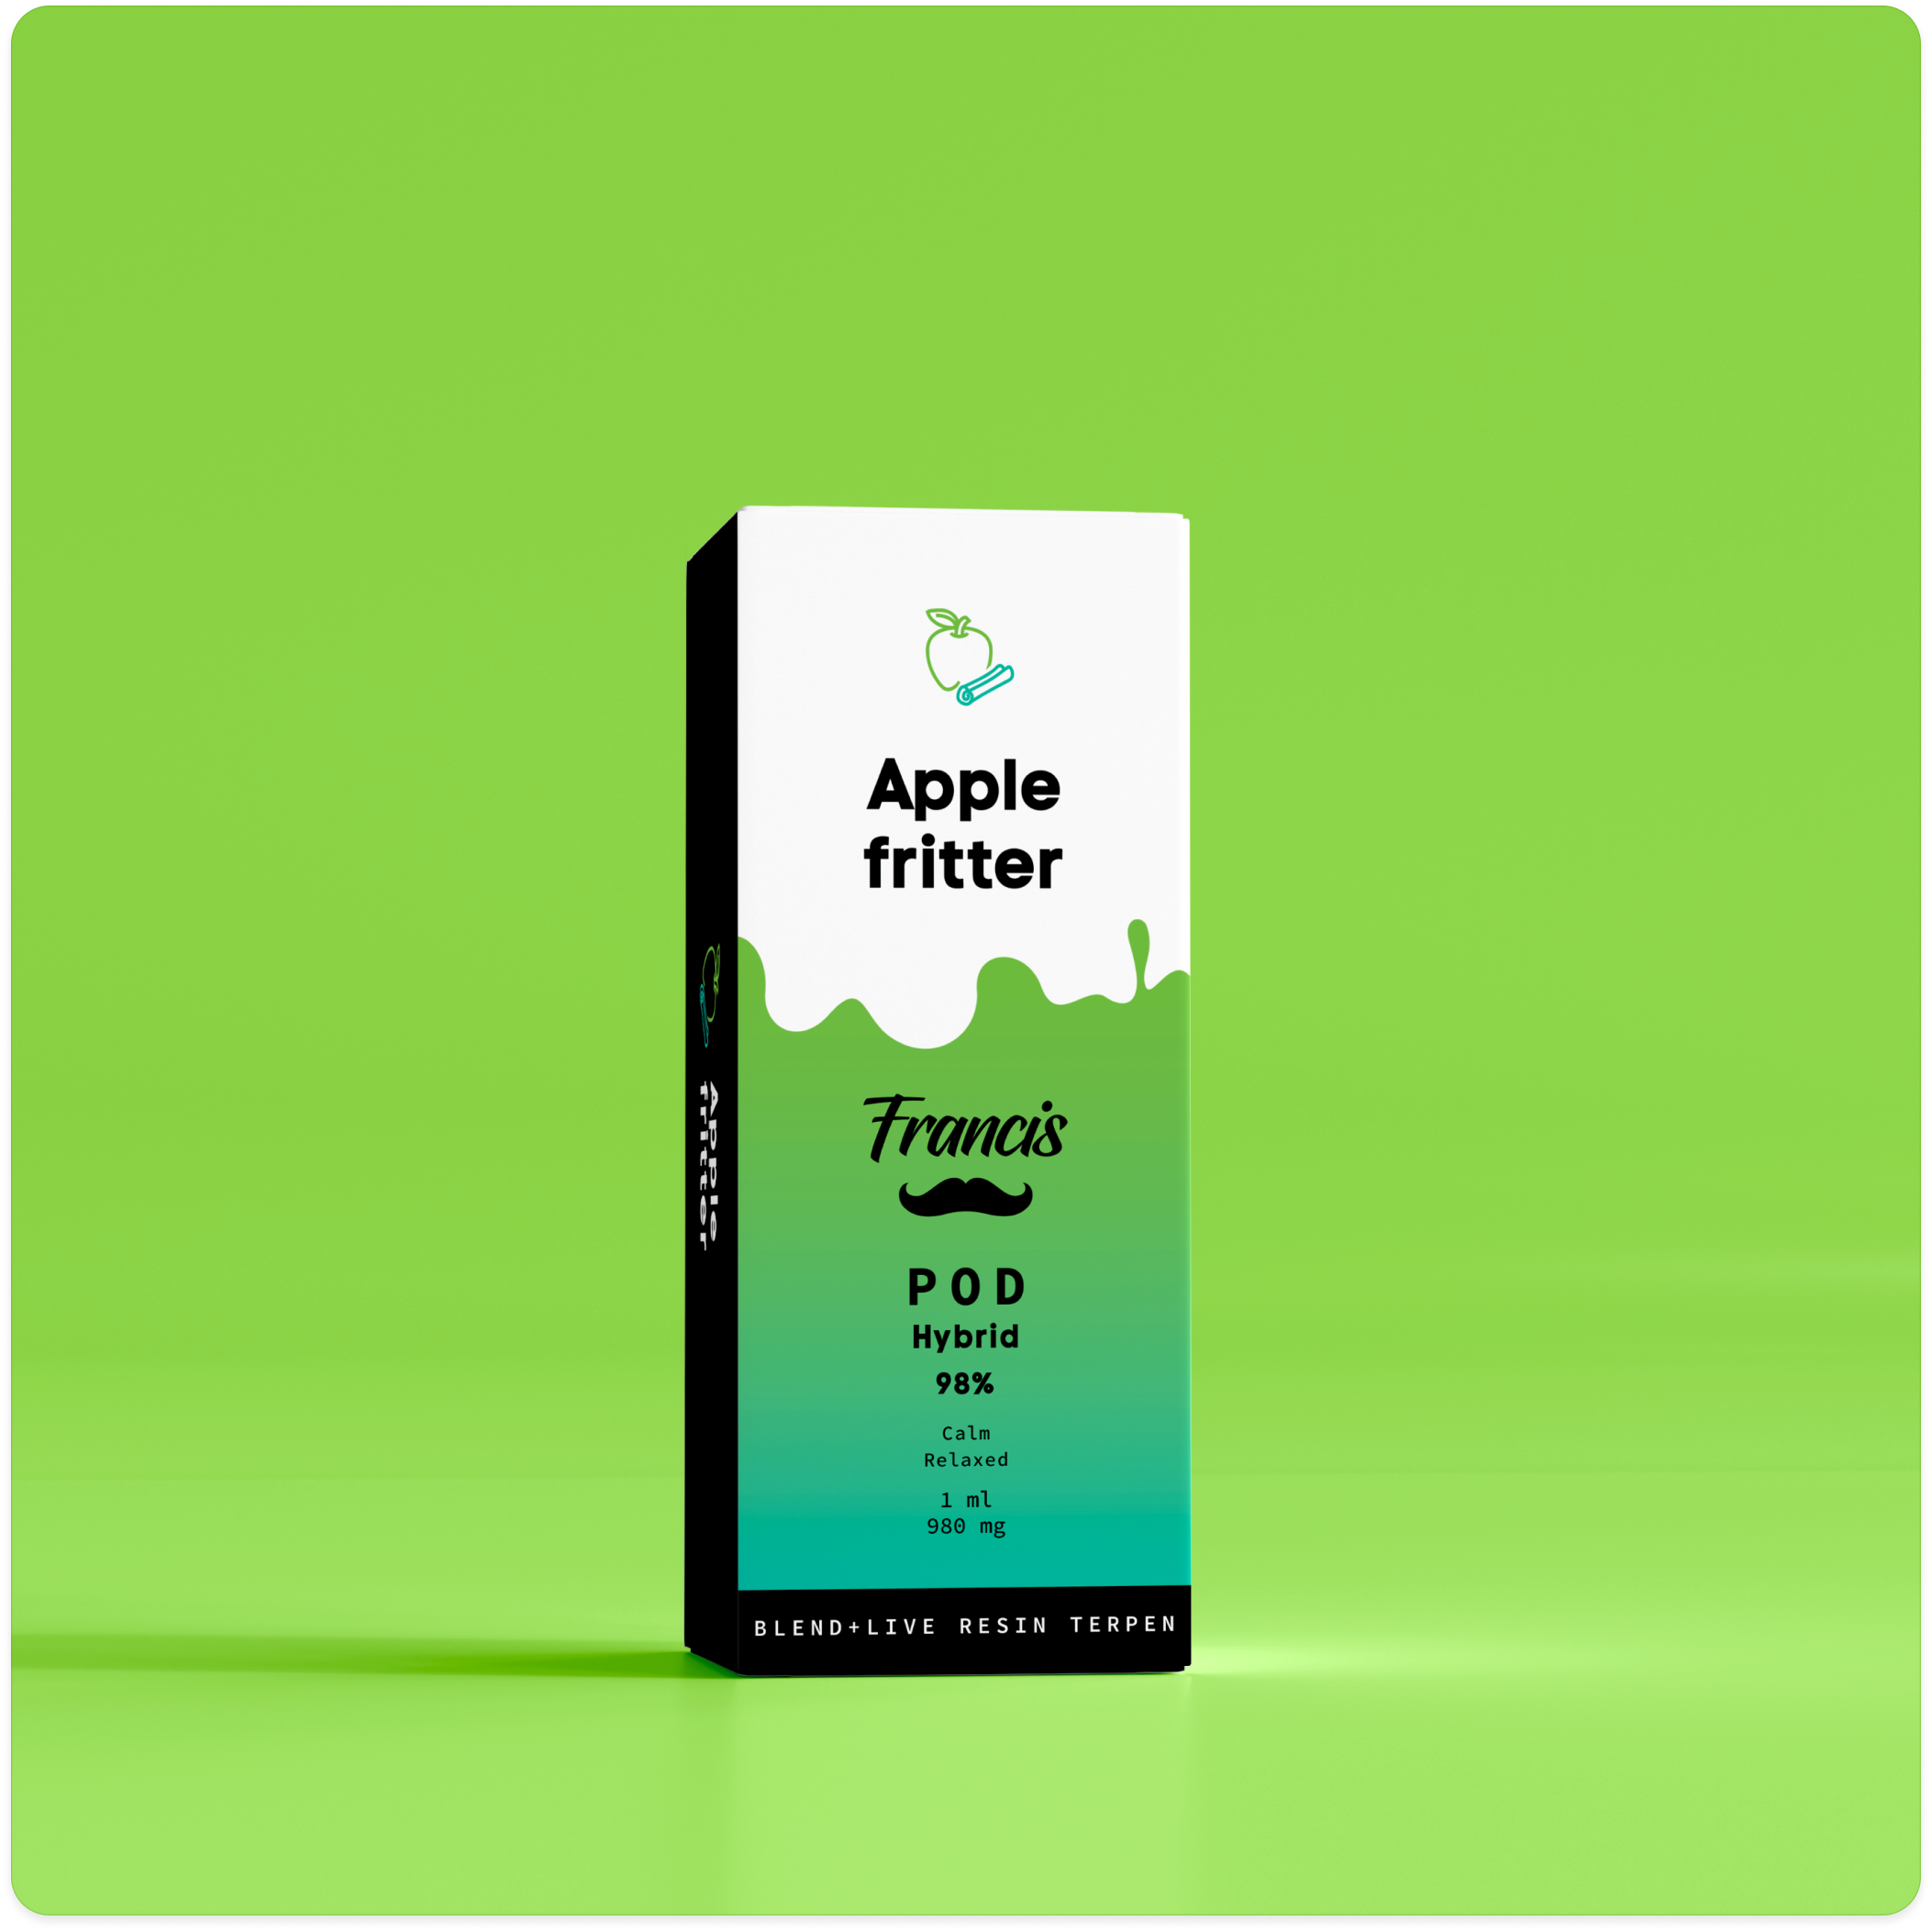 Apple
fritter
Francis
POD
Hybrid
98%
Calm
Relaxed
1 ml
980 mg
BLEND+LIVE RESIN TERPEN
Apple
fritter